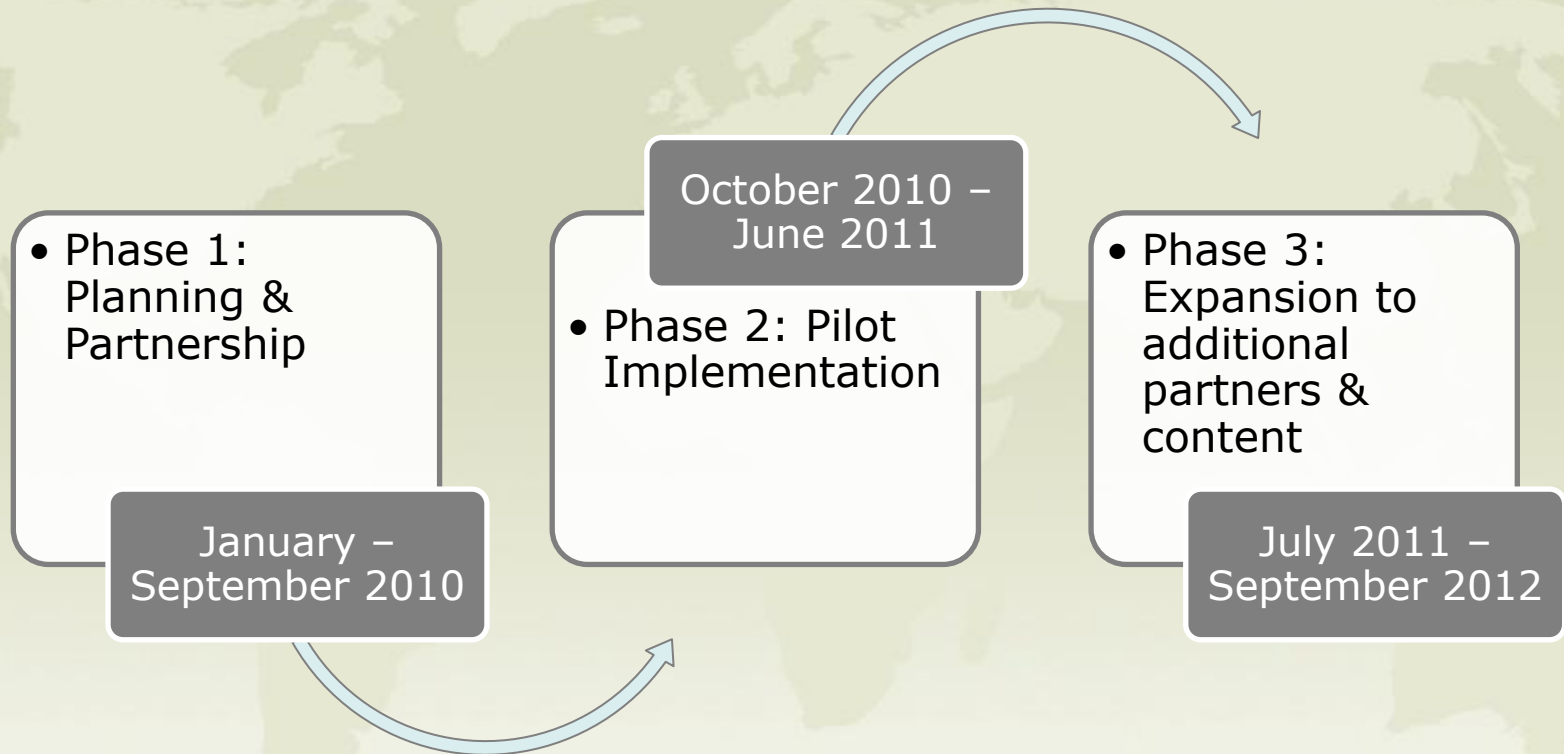 • Phase 1:
Planning &
Partnership
January –
September 2010
October 2010 –
June 2011
• Phase 2: Pilot
Implementation
• Phase 3:
Expansion to
additional
partners &
content
July 2011 –
September 2012